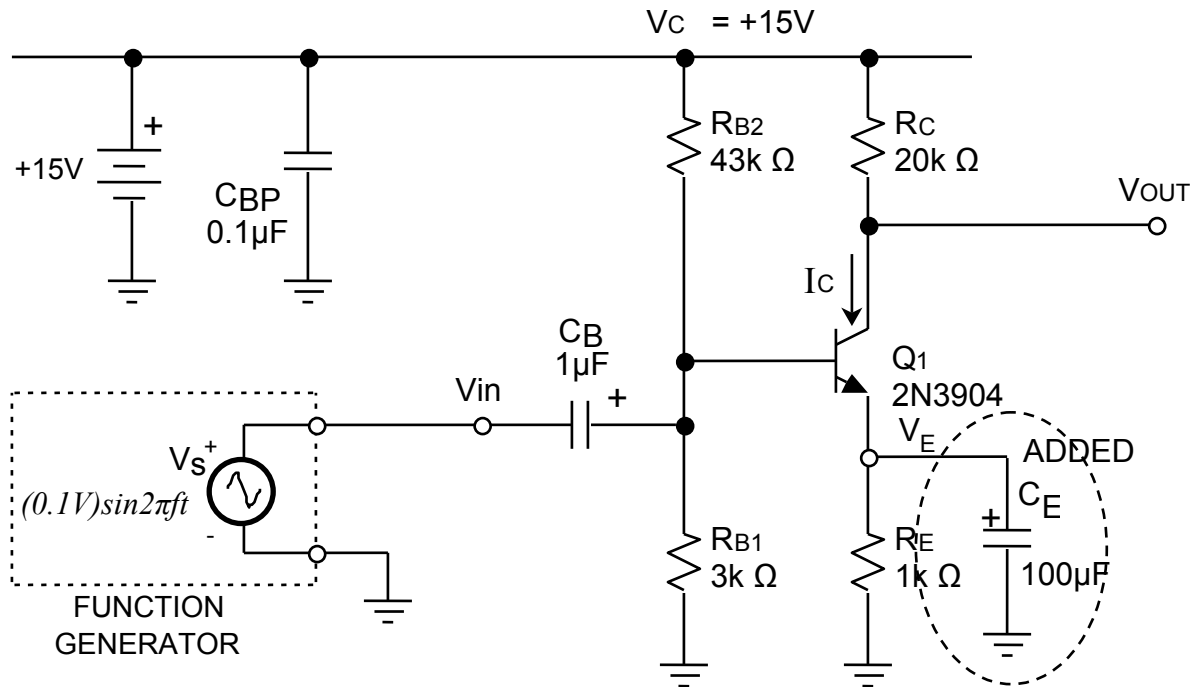 VC = +15V
RB2
43k Ω
RC
20k Ω
+
+15V
CBP
0.1µF
VOUT
IC
CB
1µF
+
Q1
2N3904
Vin
VE
ADDED
VS
+
(0.1V)sin2πft
-
CE
+
100µF
RB1
3k Ω
RE
1k Ω
FUNCTION
GENERATOR